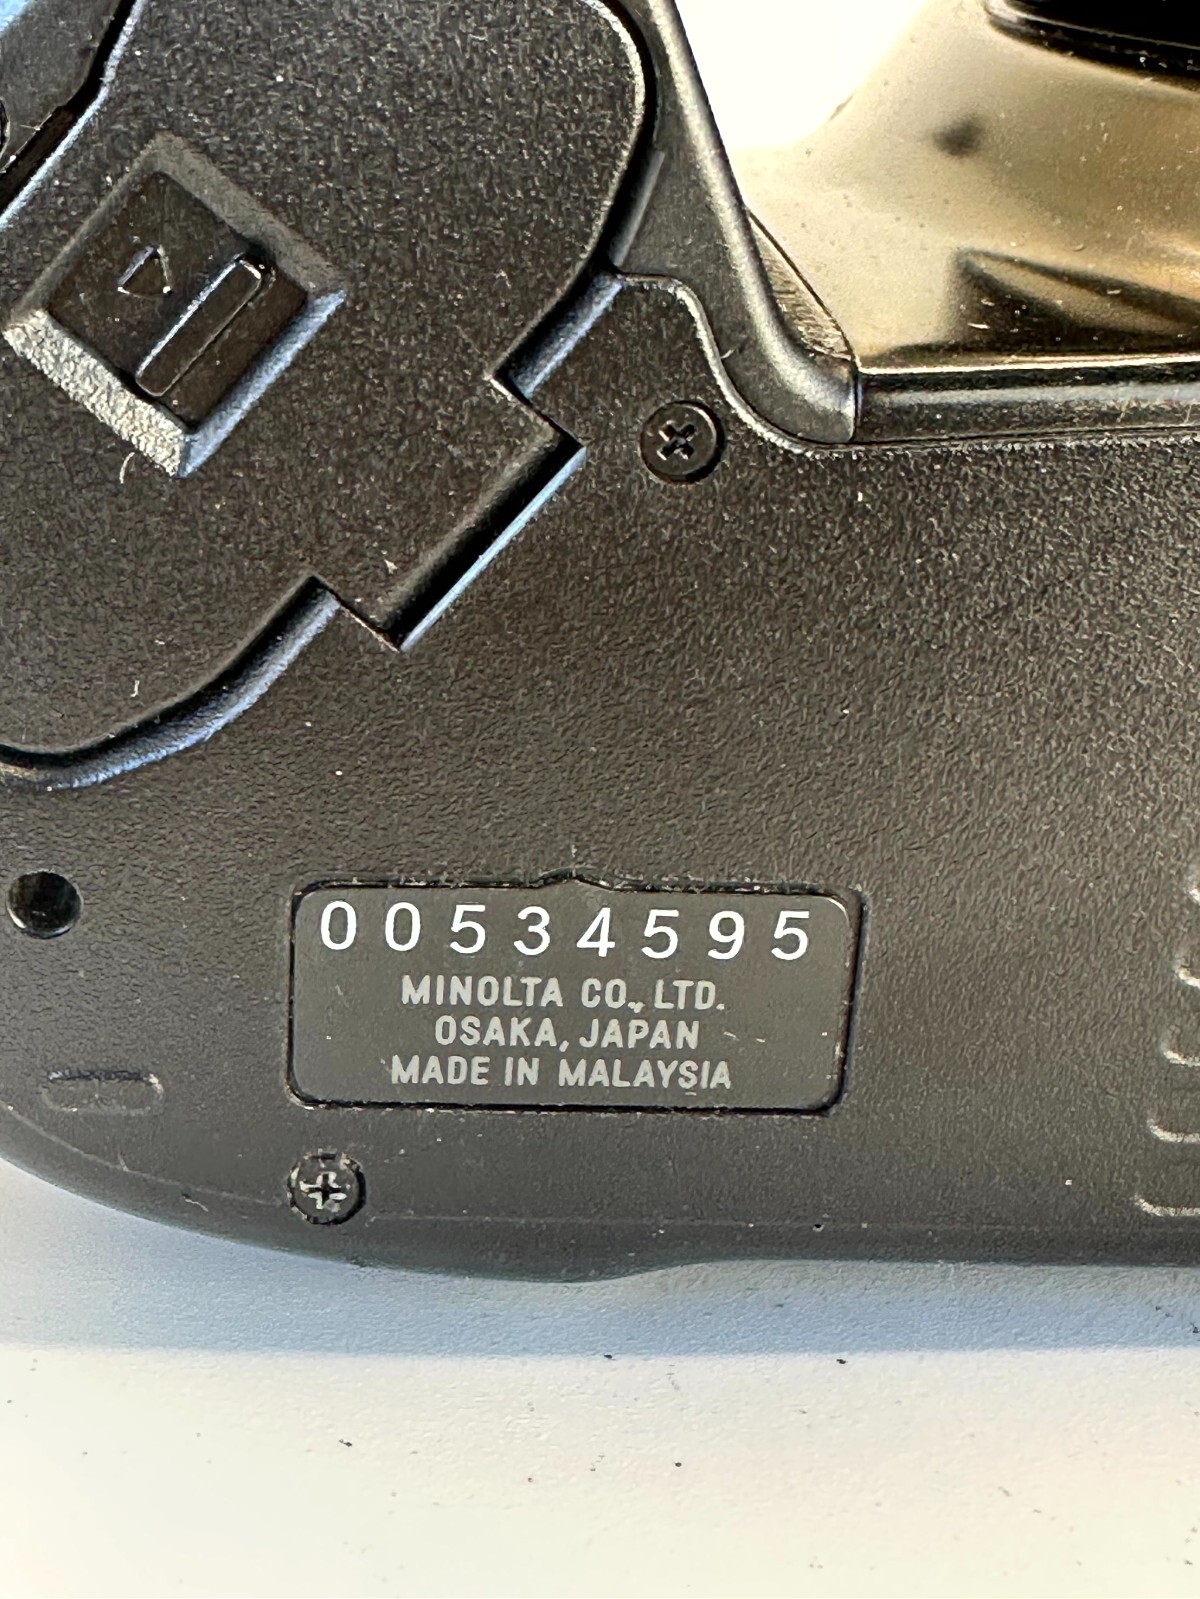 00534595
MINOLTA CO., LTD.
OSAKA, JAPAN
MADE IN MALAYSIA